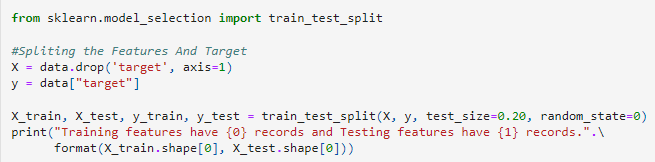 from sklearn.model_selection import train_test_split
#Spliting the Features And Target
X = data.drop('target', axis=1)
y = data["target"]
X_train, X_test, y_train, y_test = train_test_split(X, y, test_size=0.20, random_state=0)
print("Training features have {0} records and Testing features have {1} records.".\
format(X_train.shape[0], X_test.shape[0]))